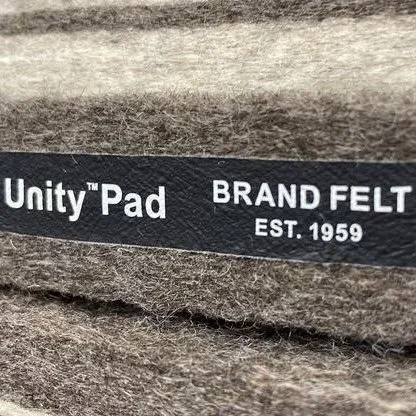 Unity™Pad
BRAND FELT
EST. 1959